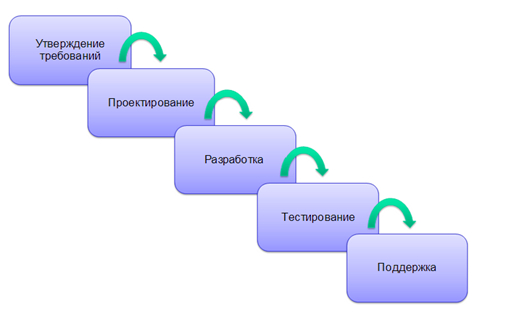 Утверждение
требований
Проектирование
Разработка
Тестирование
Поддержка